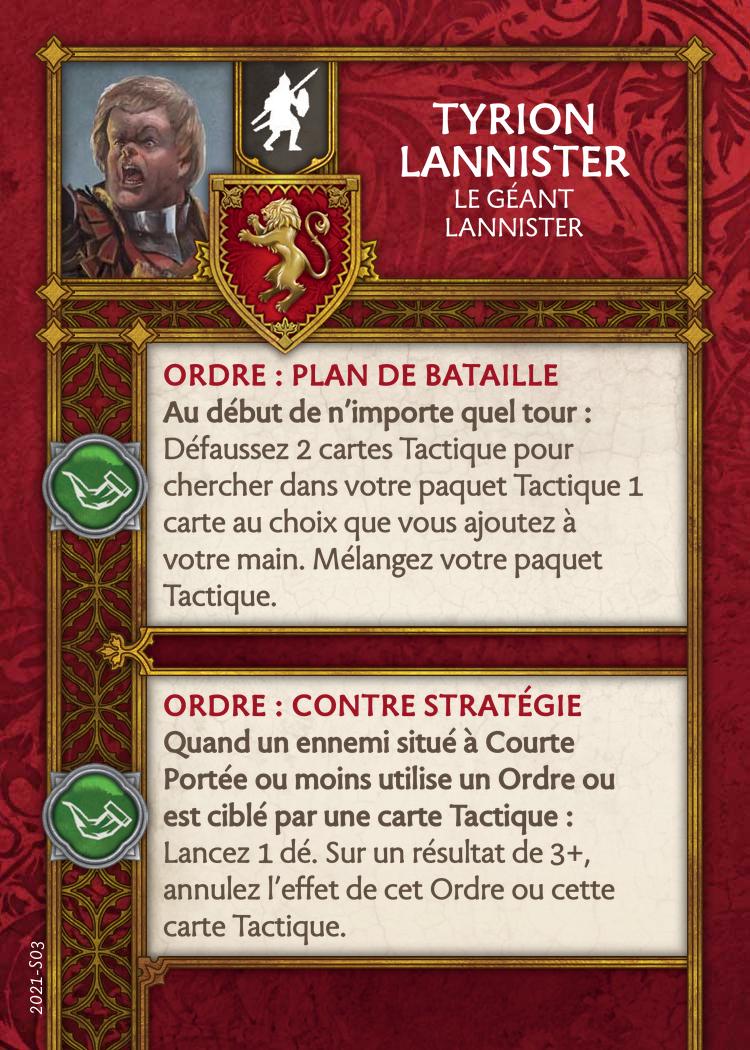 TYRION
LANNISTER
LE GÉANT
LANNISTER
ORDRE : PLAN DE BATAILLE
Au début de n’importe quel tour :
Défaussez 2 cartes Tactique pour
chercher dans votre paquet Tactique 1
carte au choix que vous ajoutez à
votre main. Mélangez votre paquet
Tactique.
ORDRE : CONTRE STRATÉGIE
Quand un ennemi situé à Courte
Portée ou moins utilise un Ordre ou
est ciblé par une carte Tactique :
Lancez 1 dé. Sur un résultat de 3+,
annulez l’effet de cet Ordre ou cette
carte Tactique.
2021-S03